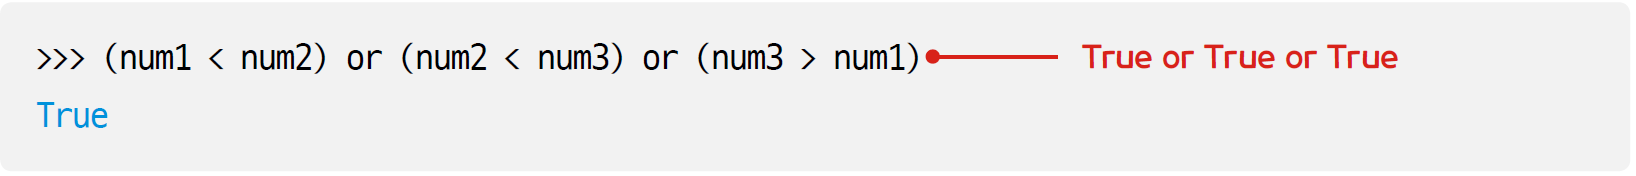 >>> (num1 < num2) or (num2 < num3) or (num3 > num1) True or True or True
True